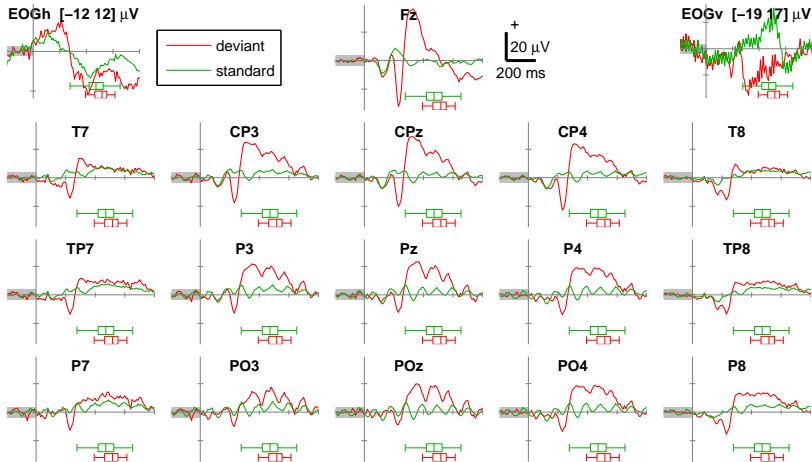 EOGh [−12 12] μV
Fz
EOGv [−19 17] μV
deviant
standard
+
20 μV
200 ms
T7
CP3
CPz
CP4
T8
TP7
P3
Pz
P4
TP8
P7
PO3
POz
PO4
P8